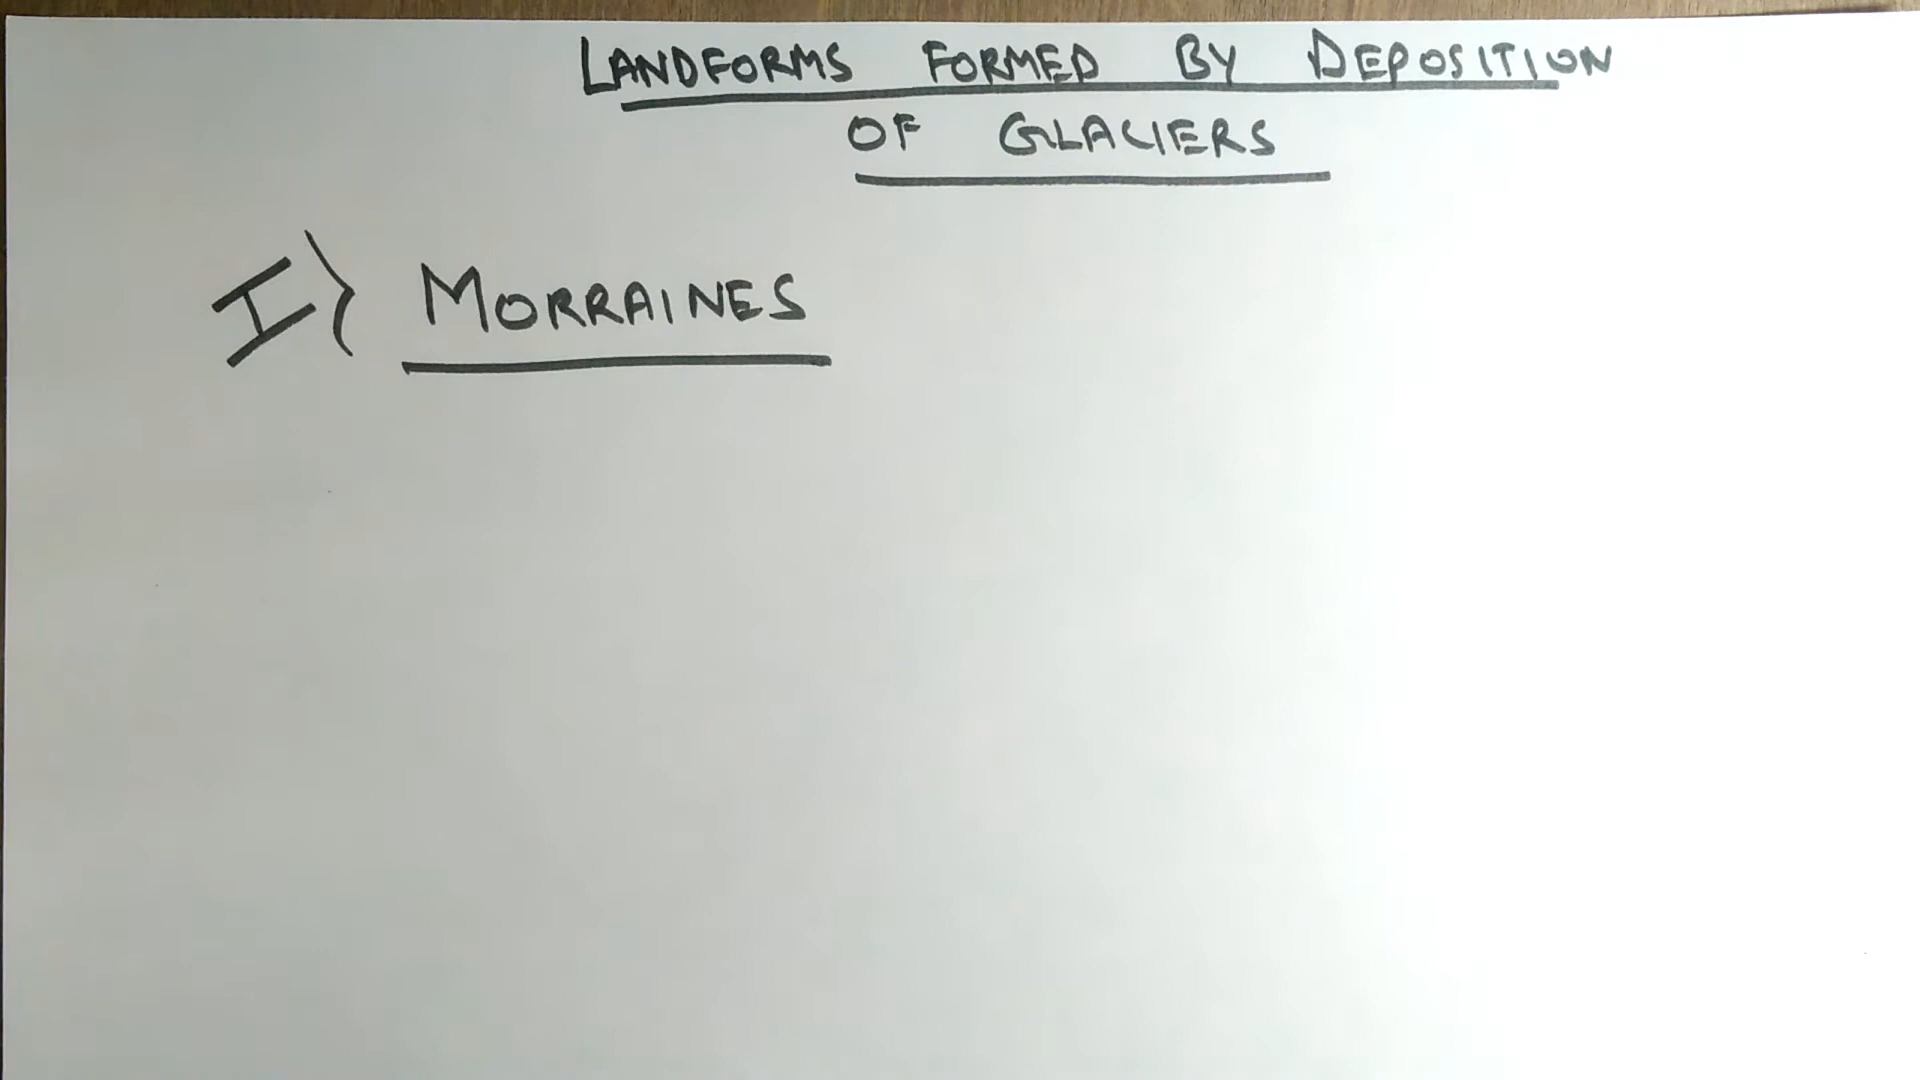 LANDFORMS FORMED BY DEPOSITION
OF GLACIERS
I) MORRAINES